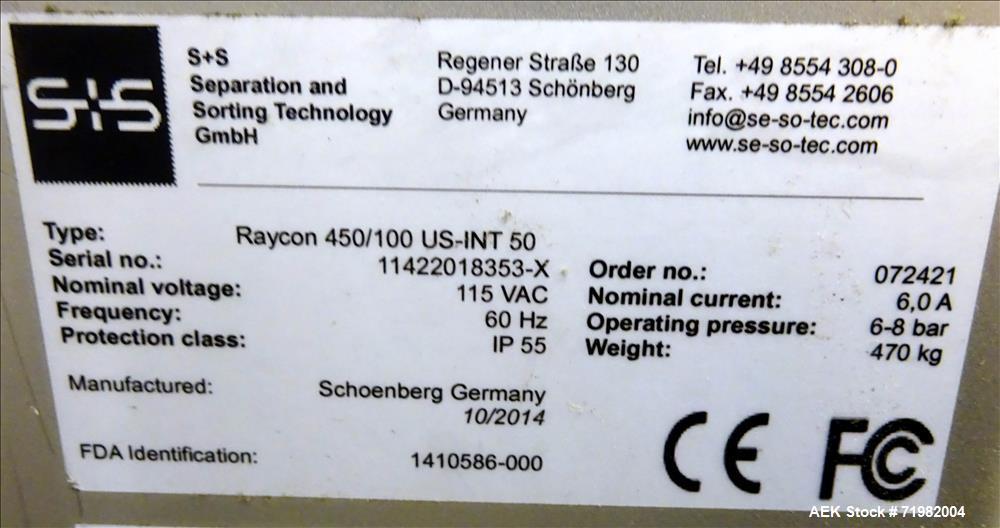 S+S
S+S
Separation and
Sorting Technology
GmbH
Regener Straße 130
D-94513 Schönberg
Germany
Tel. +49 8554 308-0
Fax. +49 8554 2606
info@se-so-tec.com
www.se-so-tec.com
Type: Raycon 450/100 US-INT 50
Serial no.: 11422018353-X
Nominal voltage: 115 VAC
Frequency: 60 Hz
Protection class: IP 55
Order no.: 072421
Nominal current: 6,0 A
Operating pressure: 6-8 bar
Weight: 470 kg
Manufactured: Schoenberg Germany
10/2014
FDA Identification: 1410586-000
CE FC
AEK Stock # 71982004